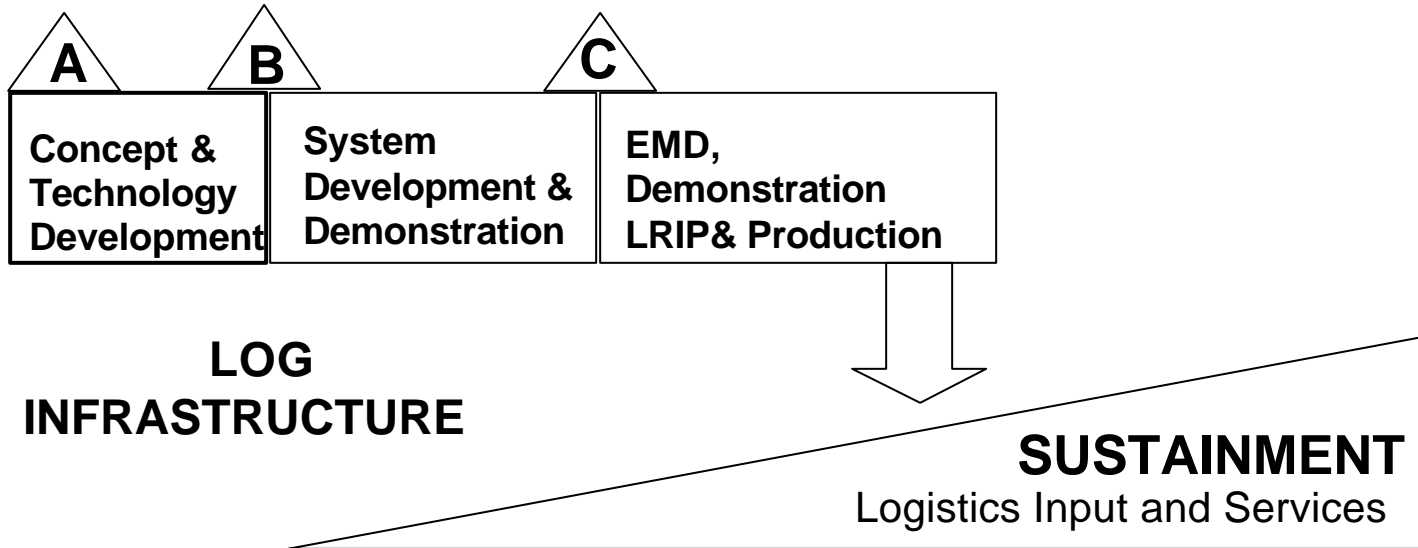 A
B
C
Concept &
Technology
Development
System
Development &
Demonstration
EMD,
Demonstration
LRIP& Production
LOG
INFRASTRUCTURE
SUSTAINMENT
Logistics Input and Services